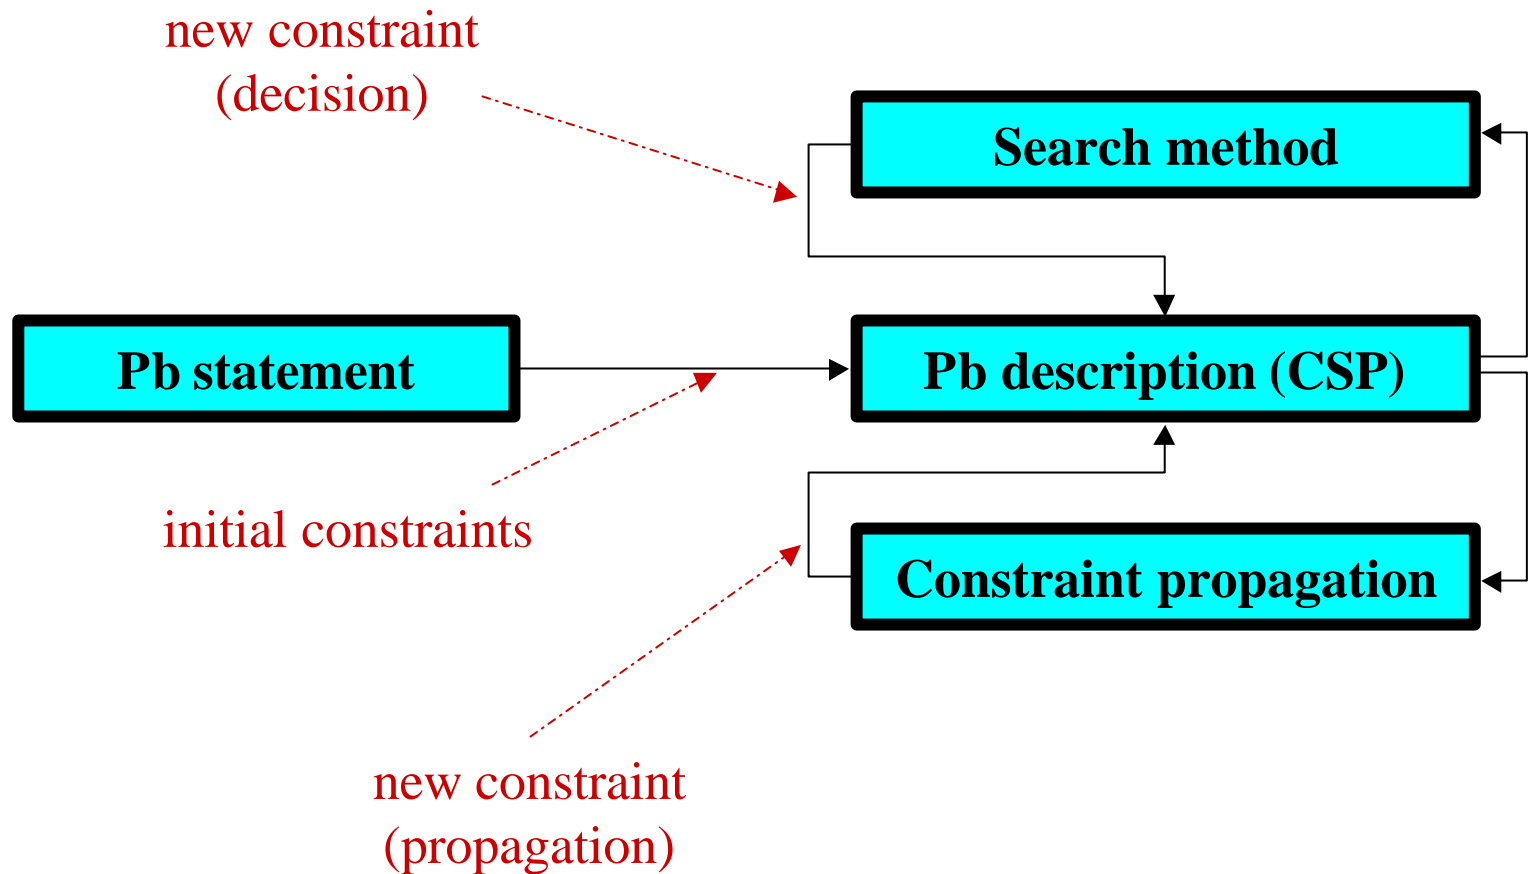 new constraint
(decision)
Search method
Pb statement
Pb description (CSP)
initial constraints
Constraint propagation
new constraint
(propagation)